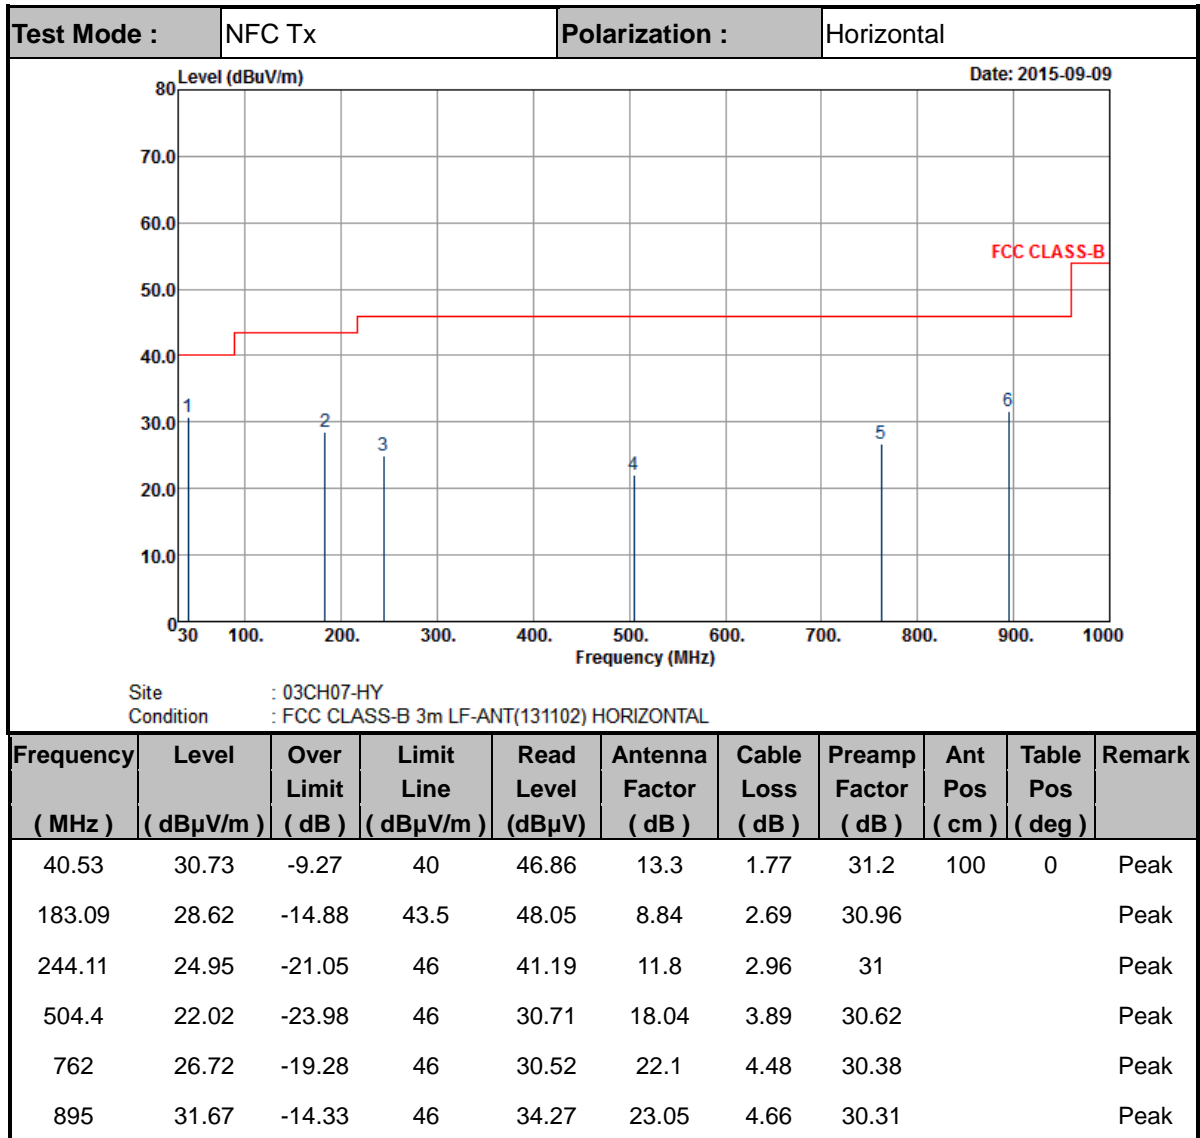 Test Mode : NFC Tx Polarization : Horizontal
Level (dBuV/m) Date: 2015-09-09
80
70.0
60.0
FCC CLASS-B
50.0
40.0
1
6
30.0
2
5
3
4
20.0
10.0
0
30 100. 200. 300. 400. 500. 600. 700. 800. 900. 1000
Frequency (MHz)
Site : 03CH07-HY
Condition : FCC CLASS-B 3m LF-ANT(131102) HORIZONTAL
Frequency Level Over Limit Read Antenna Cable Preamp Ant Table Remark
Limit Line Level Factor Loss Factor Pos Pos
( MHz ) ( dBµV/m ) ( dB ) ( dBµV/m ) (dBµV) ( dB ) ( dB ) ( dB ) ( cm ) ( deg )
40.53 30.73 -9.27 40 46.86 13.3 1.77 31.2 100 0 Peak
183.09 28.62 -14.88 43.5 48.05 8.84 2.69 30.96 Peak
244.11 24.95 -21.05 46 41.19 11.8 2.96 31 Peak
504.4 22.02 -23.98 46 30.71 18.04 3.89 30.62 Peak
762 26.72 -19.28 46 30.52 22.1 4.48 30.38 Peak
895 31.67 -14.33 46 34.27 23.05 4.66 30.31 Peak